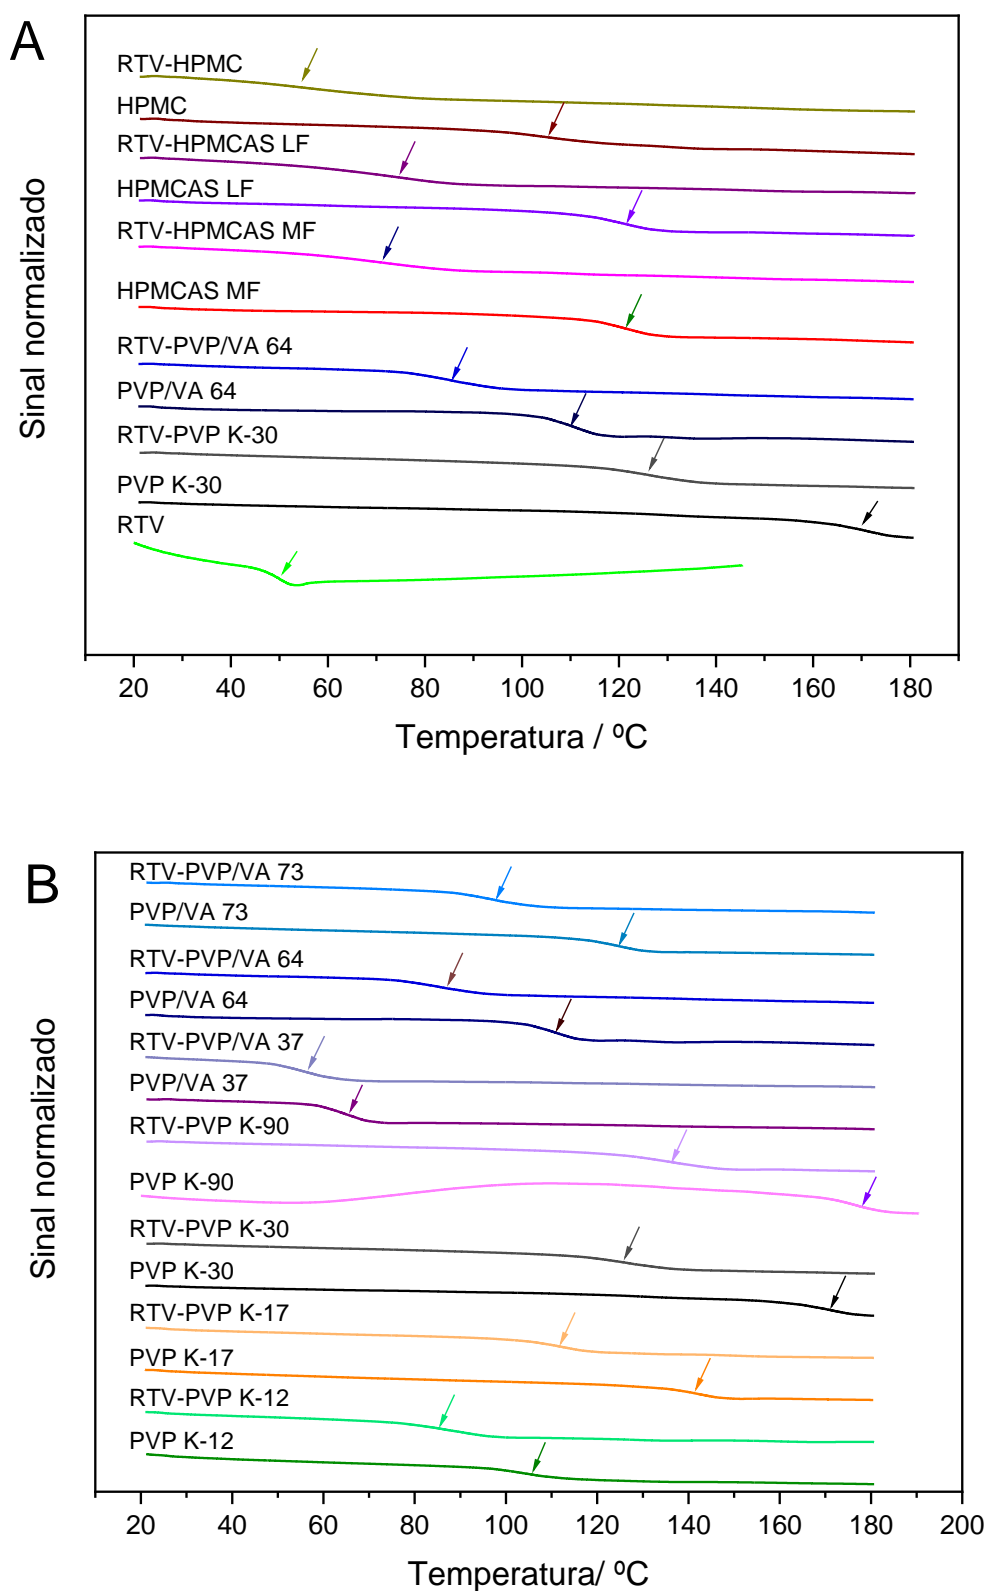 A
RTV-HPMC
HPMC
RTV-HPMCAS LF
HPMCAS LF
RTV-HPMCAS MF
HPMCAS MF
RTV-PVP/VA 64
PVP/VA 64
RTV-PVP K-30
PVP K-30
RTV
Sinal normalizado
20 40 60 80 100 120 140 160 180
Temperatura / ºC
B
RTV-PVP/VA 73
PVP/VA 73
RTV-PVP/VA 64
PVP/VA 64
RTV-PVP/VA 37
PVP/VA 37
RTV-PVP K-90
PVP K-90
RTV-PVP K-30
PVP K-30
RTV-PVP K-17
PVP K-17
RTV-PVP K-12
PVP K-12
Sinal normalizado
20 40 60 80 100 120 140 160 180 200
Temperatura/ ºC